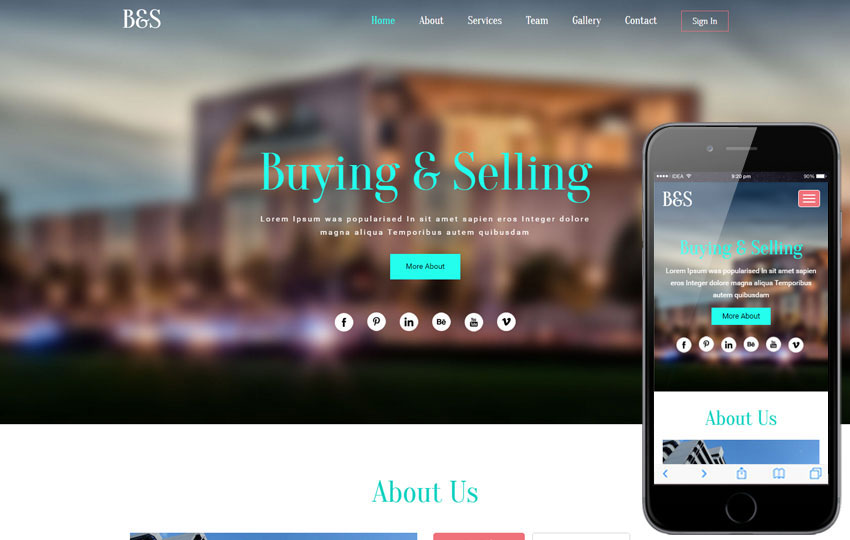 B&S
Home About Services Team Gallery Contact Sign In
Buying & Selling
Lorem Ipsum was popularised In sit amet sapien eros Integer dolore
magna aliqua Temporibus autem quibusdam
More About
f in Bē You Tube
About Us
IDEA 9:20 pm 90%
B&S
Buying & Selling
Lorem Ipsum was popularised In sit amet sapien
eros Integer dolore magna aliqua Temporibus
autem quibusdam
More About
f in Bē You Tube
About Us